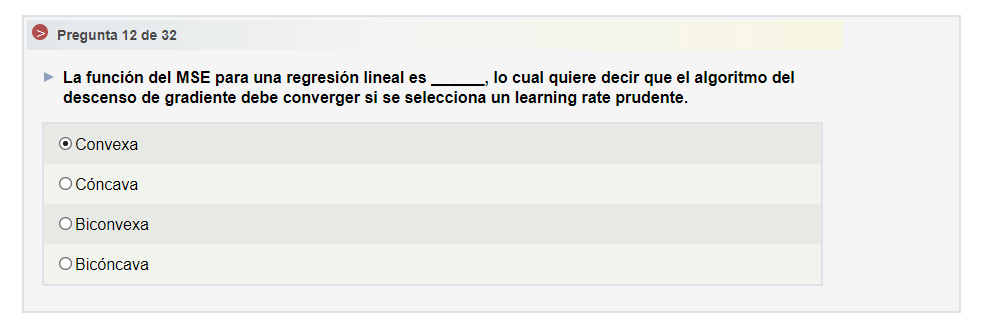 Pregunta 12 de 32
La función del MSE para una regresión lineal es ______, lo cual quiere decir que el algoritmo del
descenso de gradiente debe converger si se selecciona un learning rate prudente.
Convexa
Cóncava
Biconvexa
Bicóncava